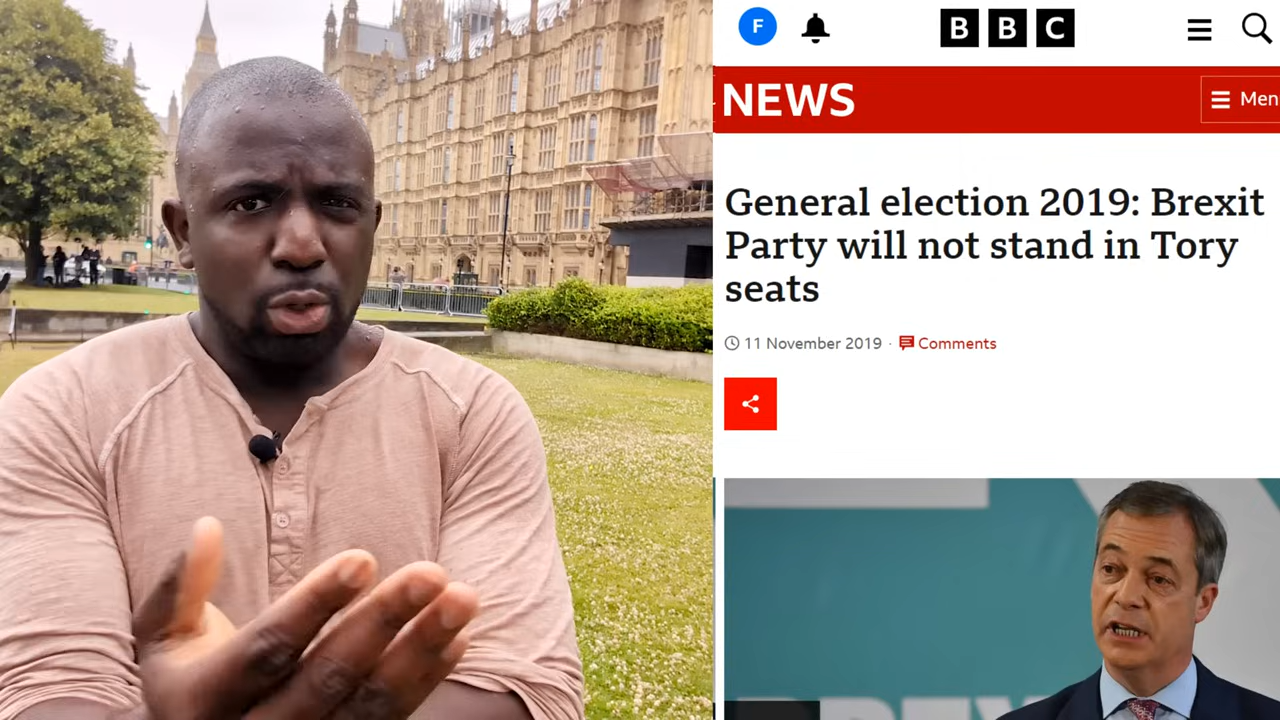 F
BBC
NEWS
Men
General election 2019: Brexit
Party will not stand in Tory
seats
11 November 2019 · Comments